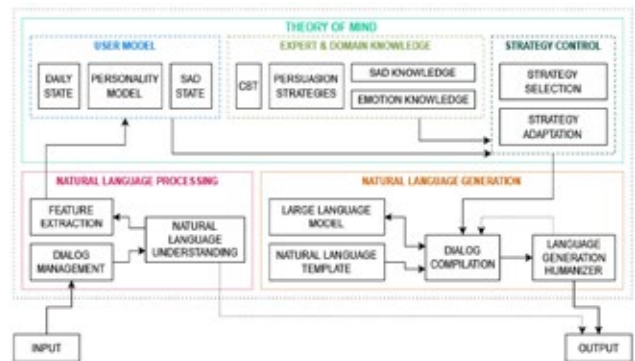 THEORY OF MIND
USER MODEL
DAILY
STATE
PERSONALITY
MODEL
SAD
STATE
EXPERT & DOMAIN KNOWLEDGE
CBT
PERSUASION
STRATEGIES
SAD KNOWLEDGE
EMOTION KNOWLEDGE
STRATEGY CONTROL
STRATEGY
SELECTION
STRATEGY
ADAPTATION
NATURAL LANGUAGE PROCESSING
FEATURE
EXTRACTION
DIALOG
MANAGEMENT
NATURAL
LANGUAGE
UNDERSTANDING
NATURAL LANGUAGE GENERATION
LARGE LANGUAGE
MODEL
NATURAL LANGUAGE
TEMPLATE
DIALOG
COMPILATION
LANGUAGE
GENERATION
HUMANIZER
INPUT
OUTPUT